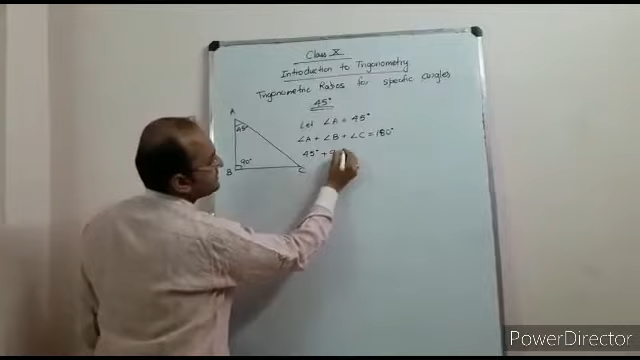 Class X
Introduction to Trigonometry
Trigonometric Ratios for specific angles
45°
A
45°
90°
B
C
Let ∠A = 45°
∠A + ∠B + ∠C = 180°
45° + 9
PowerDirector